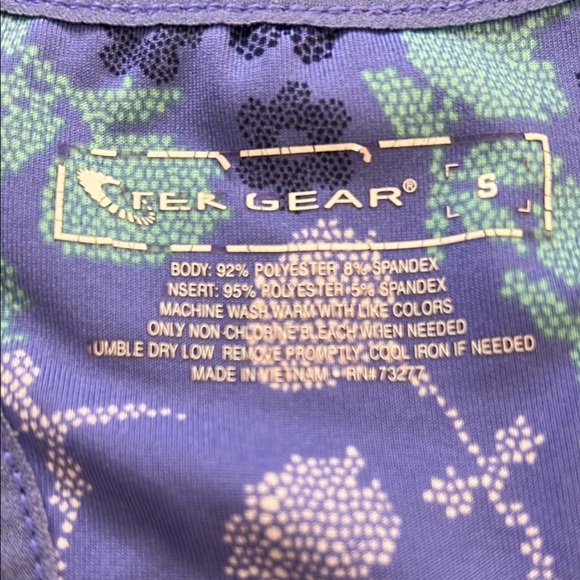 TEK GEAR® S
BODY: 92% POLYESTER 8% SPANDEX
NSERT: 95% POLYESTER 5% SPANDEX
MACHINE WASH WARM WITH LIKE COLORS
ONLY NON-CHLORINE BLEACH WHEN NEEDED
UMBLE DRY LOW REMOVE PROMPTLY, COOL IRON IF NEEDED
MADE IN VIETNAM • RN#73277